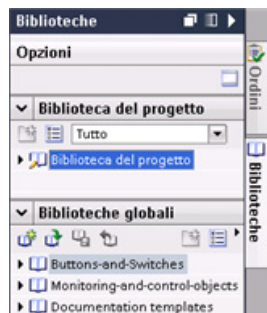 Biblioteche
Opzioni
Ordini
Biblioteca del progetto
Tutto
Biblioteca del progetto
Biblioteche
Biblioteche globali
Buttons-and-Switches
Monitoring-and-control-objects
Documentation templates